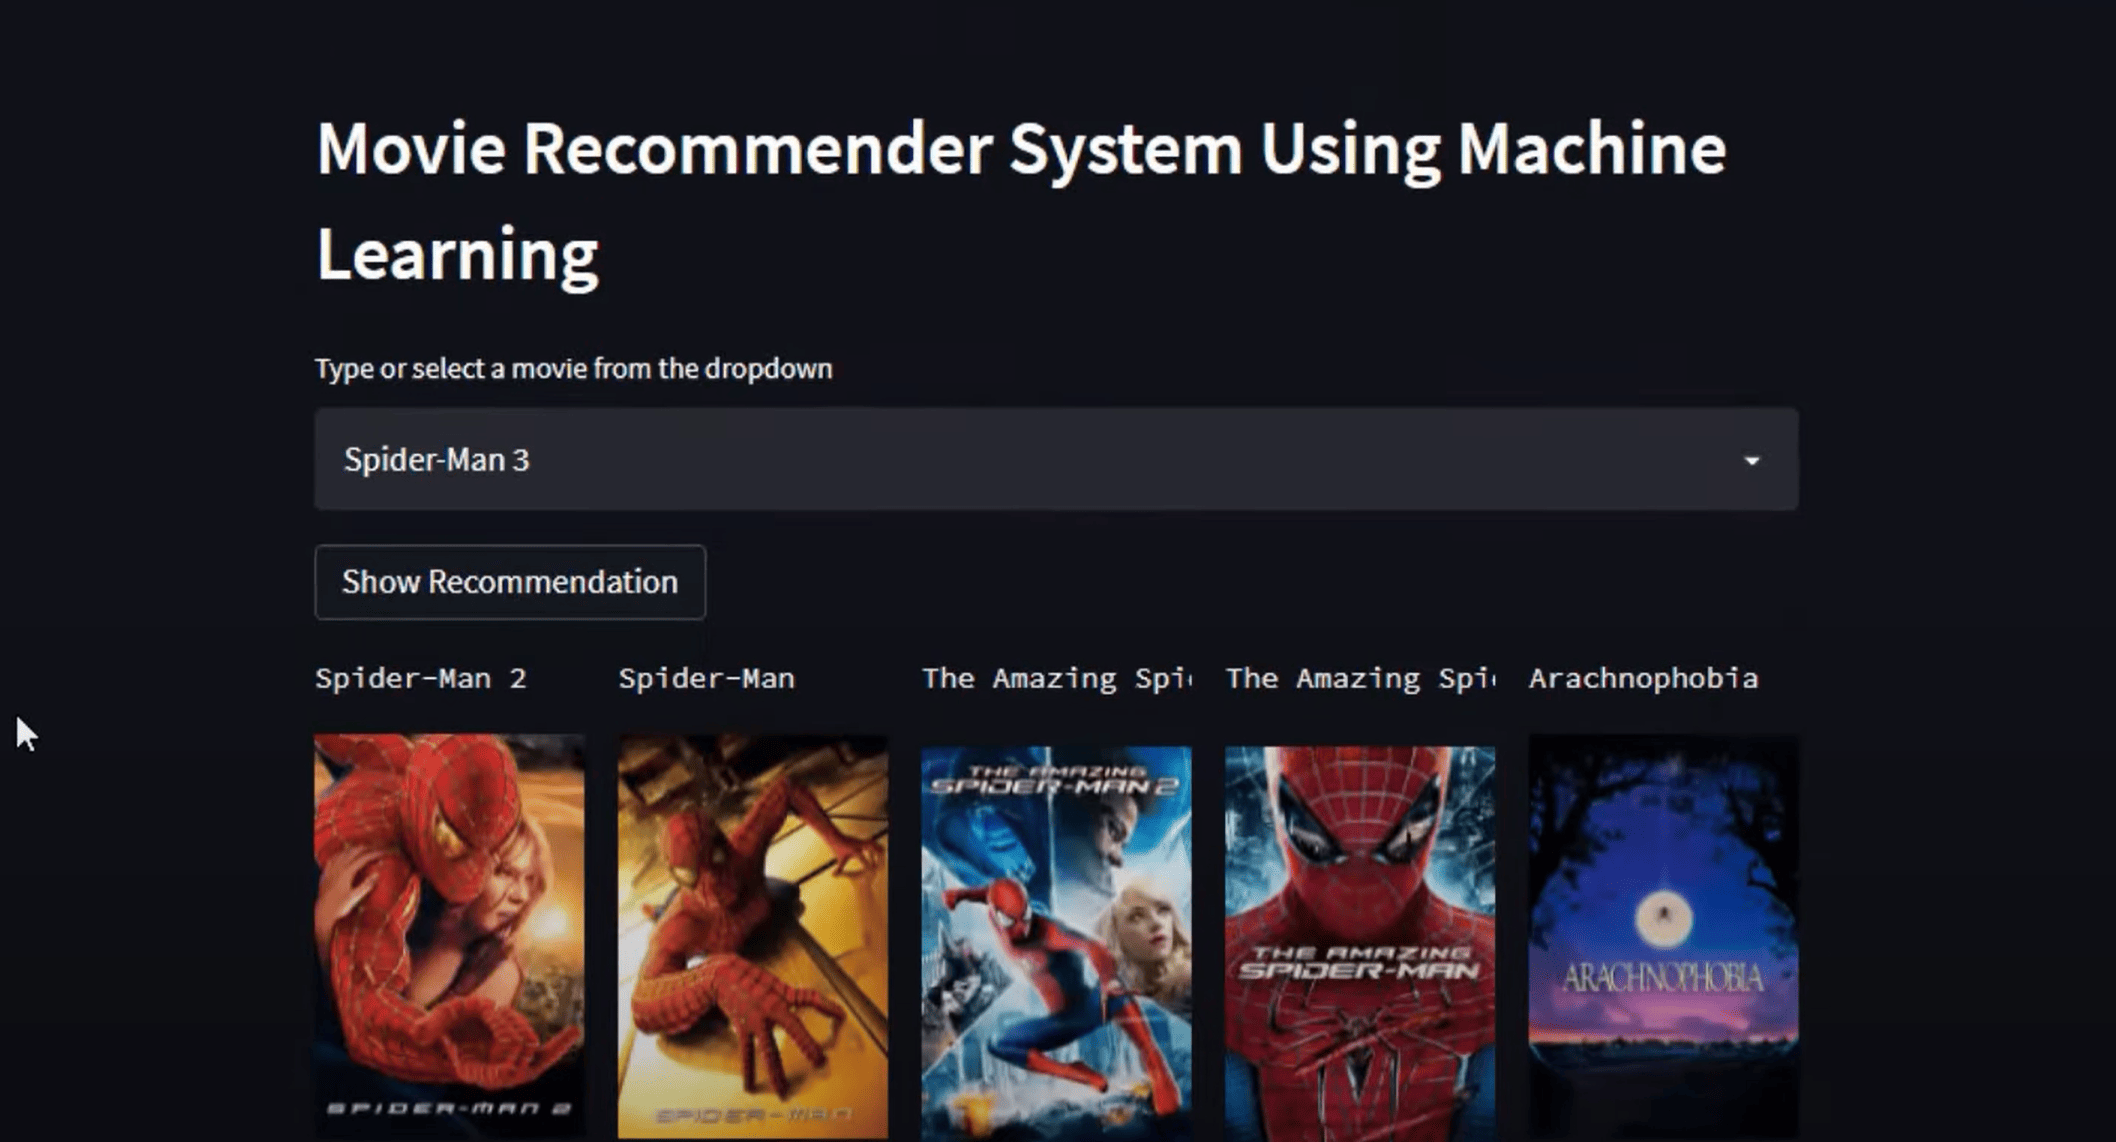 Movie Recommender System Using Machine
Learning
Type or select a movie from the dropdown
Spider-Man 3
Show Recommendation
Spider-Man 2
Spider-Man
The Amazing Spi
The Amazing Spi
Arachnophobia
SPIDER-MAN 2
SPIDER-MAN
THE AMAZING
SPIDER-MAN 2
THE AMAZING
SPIDER-MAN
ARACHNOPHOBIA